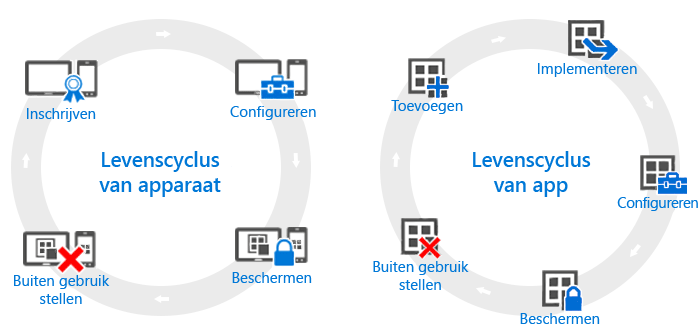 Inschrijven
Configureren
Levenscyclus
van apparaat
Buiten gebruik
stellen
Beschermen
Implementeren
Toevoegen
Levenscyclus
van app
Configureren
Buiten gebruik
stellen
Beschermen